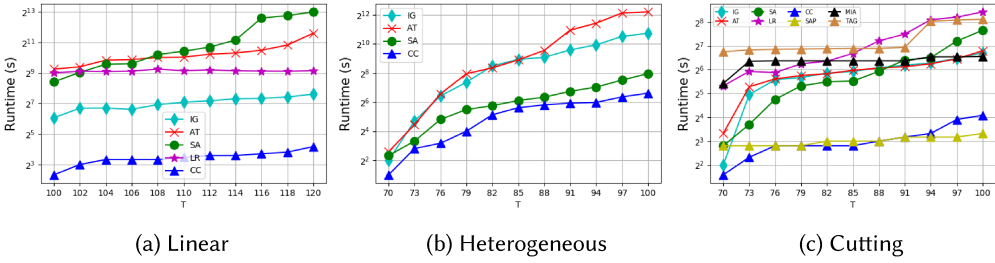 Runtime (s)
2^13
2^11
2^9
2^7
2^5
2^3
IG
AT
SA
LR
CC
100 102 104 106 108 110 112 114 116 118 120
T
(a) Linear
Runtime (s)
2^12
2^10
2^8
2^6
2^4
2^2
IG
AT
SA
CC
70 73 76 79 82 85 88 91 94 97 100
T
(b) Heterogeneous
Runtime (s)
2^8
2^7
2^6
2^5
2^4
2^3
2^2
IG SA CC MIA
AT LR SAP TAG
70 73 76 79 82 85 88 91 94 97 100
T
(c) Cutting